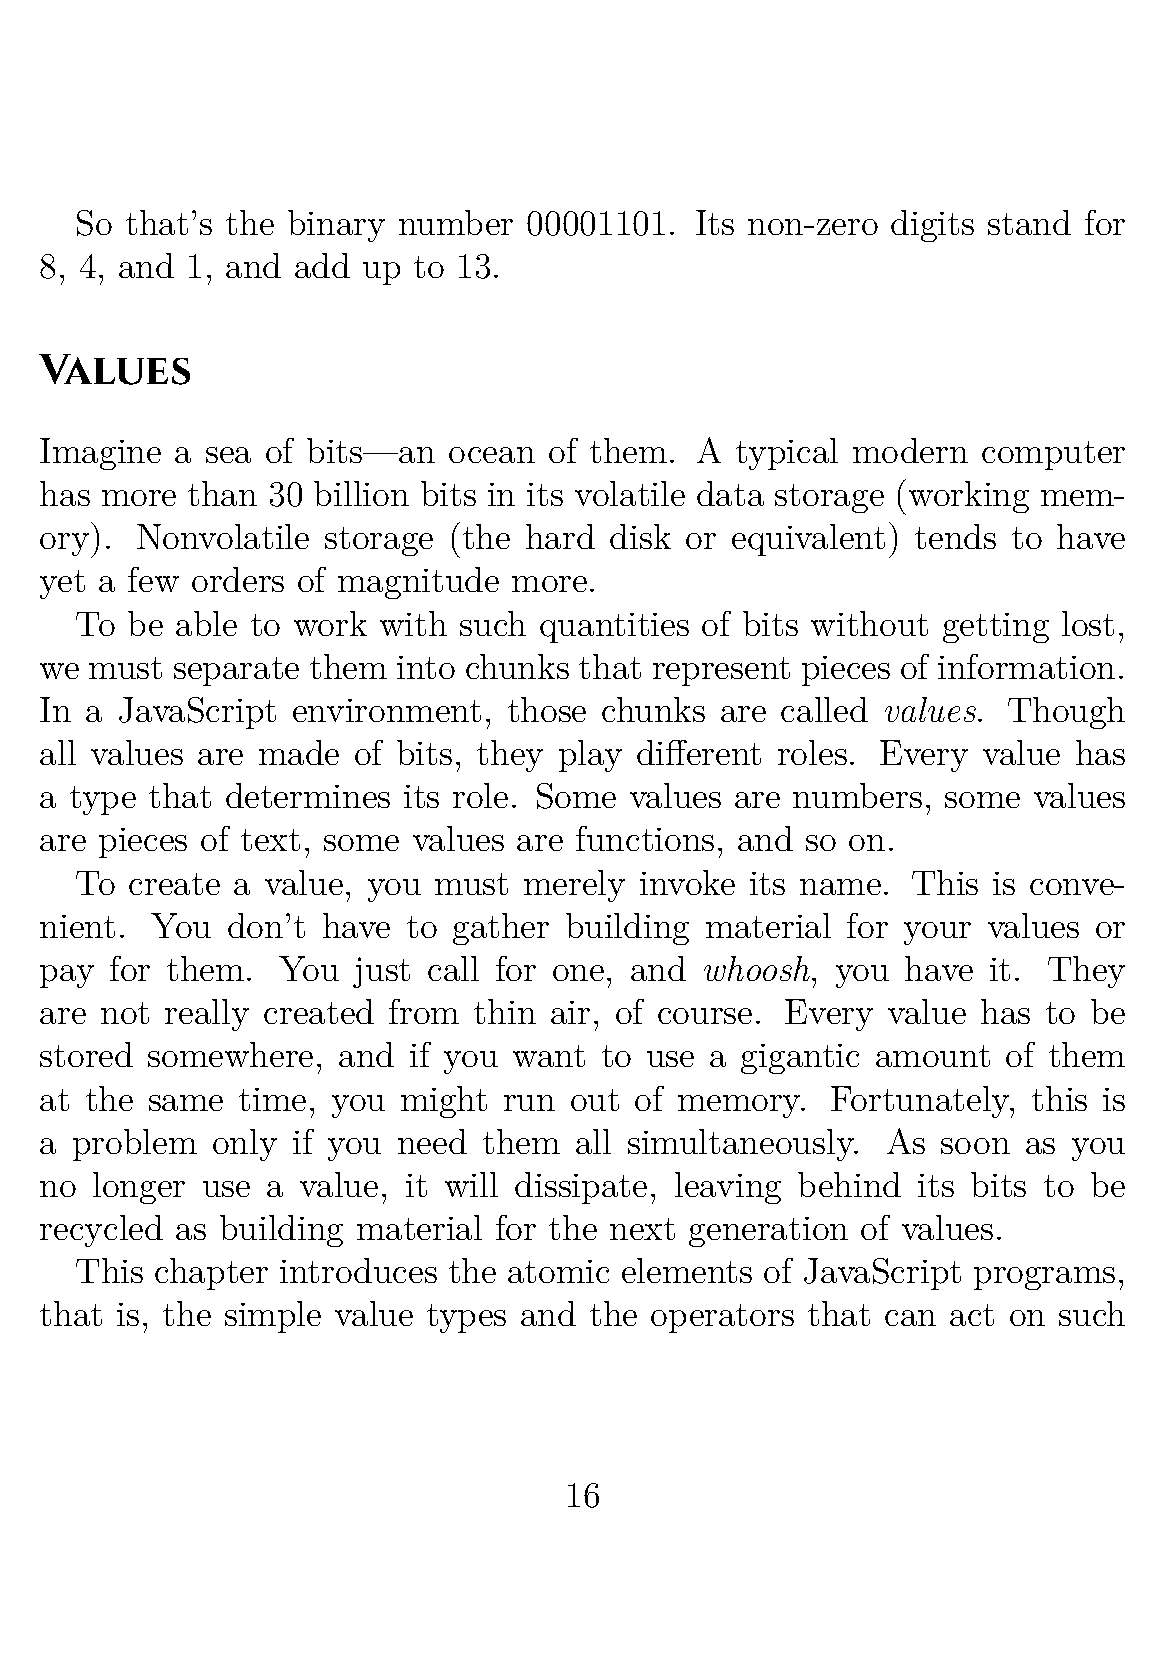 So that's the binary number 00001101. Its non-zero digits stand for
8, 4, and 1, and add up to 13.
Values
Imagine a sea of bits—an ocean of them. A typical modern computer
has more than 30 billion bits in its volatile data storage (working mem-
ory). Nonvolatile storage (the hard disk or equivalent) tends to have
yet a few orders of magnitude more.
To be able to work with such quantities of bits without getting lost,
we must separate them into chunks that represent pieces of information.
In a JavaScript environment, those chunks are called values. Though
all values are made of bits, they play different roles. Every value has
a type that determines its role. Some values are numbers, some values
are pieces of text, some values are functions, and so on.
To create a value, you must merely invoke its name. This is conve-
nient. You don't have to gather building material for your values or
pay for them. You just call for one, and whoosh, you have it. They
are not really created from thin air, of course. Every value has to be
stored somewhere, and if you want to use a gigantic amount of them
at the same time, you might run out of memory. Fortunately, this is
a problem only if you need them all simultaneously. As soon as you
no longer use a value, it will dissipate, leaving behind its bits to be
recycled as building material for the next generation of values.
This chapter introduces the atomic elements of JavaScript programs,
that is, the simple value types and the operators that can act on such
16